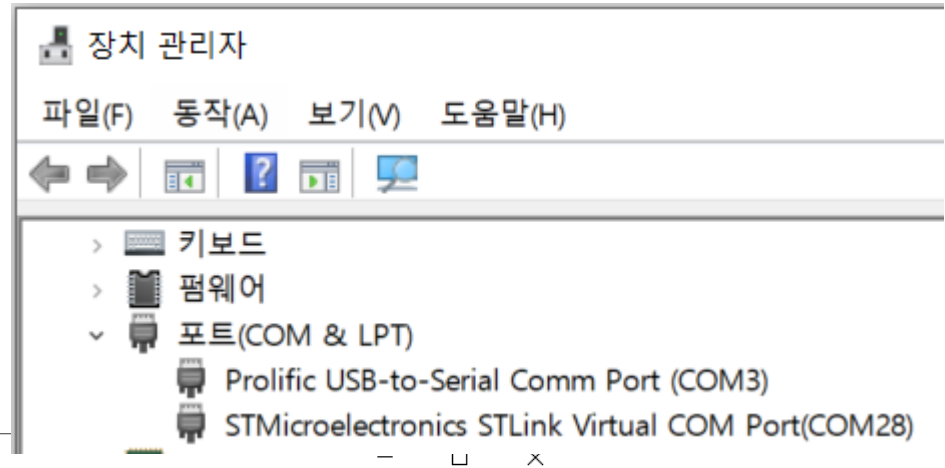 장치 관리자
파일(F) 동작(A) 보기(V) 도움말(H)
키보드
펌웨어
포트(COM & LPT)
Prolific USB-to-Serial Comm Port (COM3)
STMicroelectronics STLink Virtual COM Port(COM28)